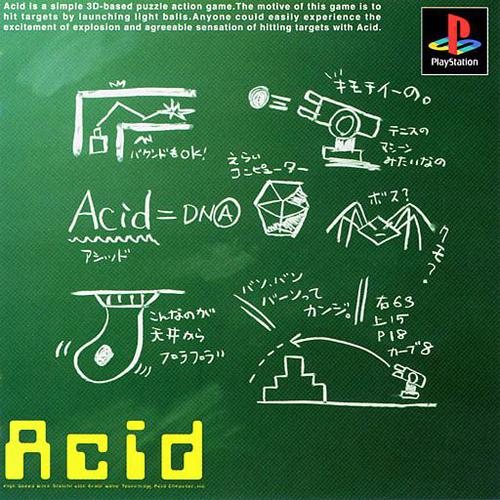 Acid is a simple 3D-based puzzle action game.The motive of this game is to
hit targets by launching light balls.Anyone could easily experience the
excitement of explosion and agreeable sensation of hitting targets with Acid.
PlayStation
キモチイーの。
テニスの
マシーン
みたいなの
バウンドもOK!
えらい
コンピューター
Acid=DNA
アシッド
ボス?
クモ?
こんなのが
天井から
プラプラ
バン、バン
バーンって
カンジ。
右63
上15
P18
カーブ8
Acid